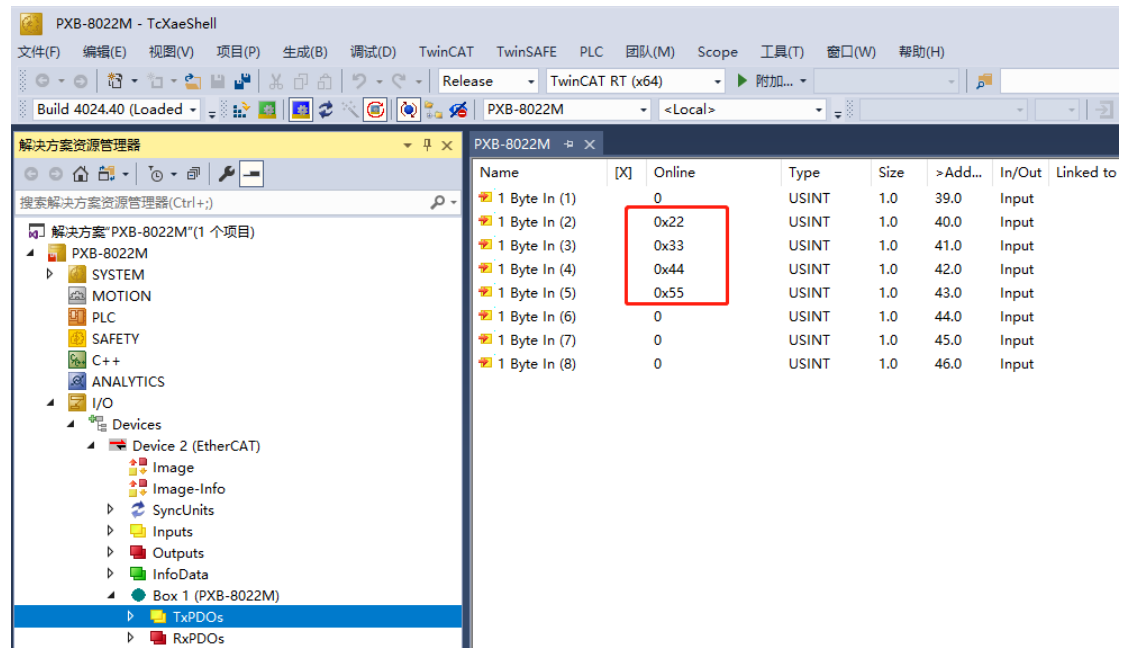 PXB-8022M - TcXaeShell
文件(F) 编辑(E) 视图(V) 项目(P) 生成(B) 调试(D) TwinCAT TwinSAFE PLC 团队(M) Scope 工具(T) 窗口(W) 帮助(H)
Release TwinCAT RT (x64) 附加...
Build 4024.40 (Loaded PXB-8022M <Local>
解决方案资源管理器
搜索解决方案资源管理器(Ctrl+;)
解决方案"PXB-8022M"(1 个项目)
PXB-8022M
SYSTEM
MOTION
PLC
SAFETY
C++
ANALYTICS
I/O
Devices
Device 2 (EtherCAT)
Image
Image-Info
SyncUnits
Inputs
Outputs
InfoData
Box 1 (PXB-8022M)
TxPDOs
RxPDOs
PXB-8022M
Name [X] Online Type Size >Add... In/Out Linked to
1 Byte In (1) 0 USINT 1.0 39.0 Input
1 Byte In (2) 0x22 USINT 1.0 40.0 Input
1 Byte In (3) 0x33 USINT 1.0 41.0 Input
1 Byte In (4) 0x44 USINT 1.0 42.0 Input
1 Byte In (5) 0x55 USINT 1.0 43.0 Input
1 Byte In (6) 0 USINT 1.0 44.0 Input
1 Byte In (7) 0 USINT 1.0 45.0 Input
1 Byte In (8) 0 USINT 1.0 46.0 Input